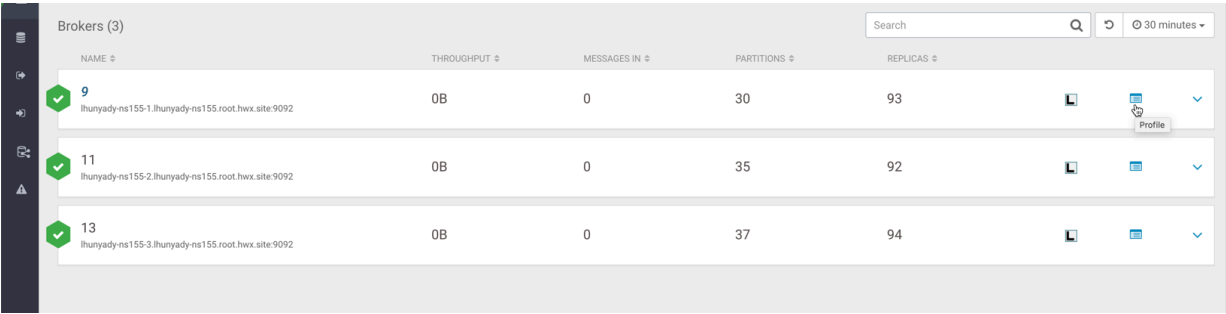 Brokers (3)
Search
30 minutes
NAME THROUGHPUT MESSAGES IN PARTITIONS REPLICAS
9
lhunyady-ns155-1.lhunyady-ns155.root.hwx.site:9092
0B 0 30 93
L
Profile
11
lhunyady-ns155-2.lhunyady-ns155.root.hwx.site:9092
0B 0 35 92
L
13
lhunyady-ns155-3.lhunyady-ns155.root.hwx.site:9092
0B 0 37 94
L